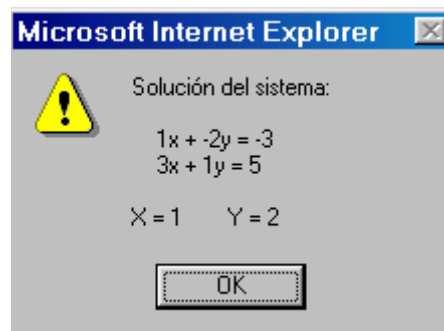 Microsoft Internet Explorer
Solución del sistema:
1x + -2y = -3
3x + 1y = 5
X = 1 Y = 2
OK